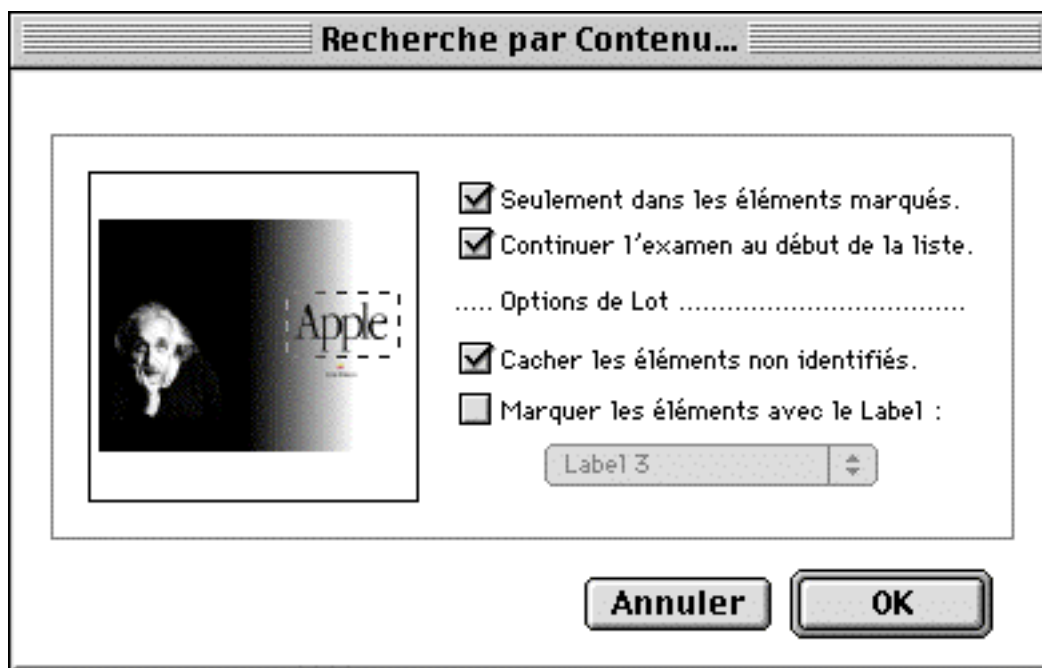 Recherche par Contenu...
Seulement dans les éléments marqués.
Continuer l'examen au début de la liste.
Apple
..... Options de Lot ...................................
Cacher les éléments non identifiés.
Marquer les éléments avec le Label :
Label 3
Annuler
OK